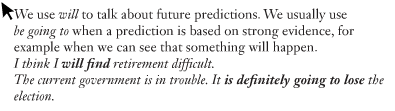 We use will to talk about future predictions. We usually use
be going to when a prediction is based on strong evidence, for
example when we can see that something will happen.
I think I will find retirement difficult.
The current government is in trouble. It is definitely going to lose the
election.